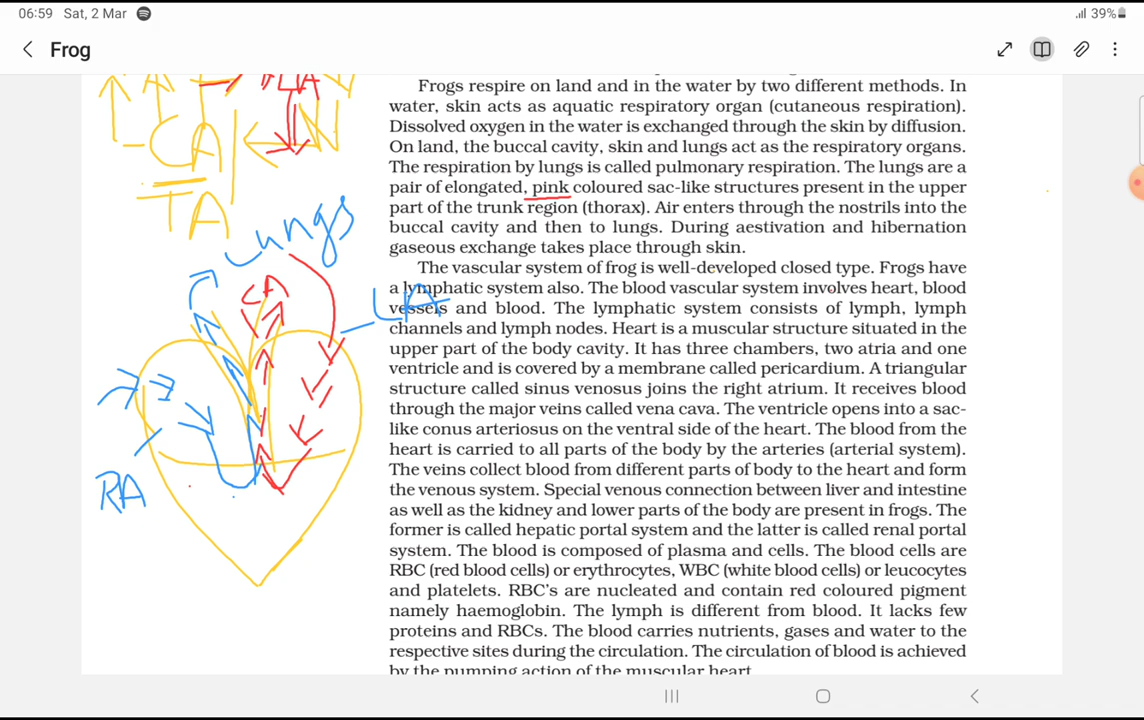 06:59 Sat, 2 Mar
39%
Frog
LA
CA
TA
Lungs
CA
LA
RA
Frogs respire on land and in the water by two different methods. In
water, skin acts as aquatic respiratory organ (cutaneous respiration).
Dissolved oxygen in the water is exchanged through the skin by diffusion.
On land, the buccal cavity, skin and lungs act as the respiratory organs.
The respiration by lungs is called pulmonary respiration. The lungs are a
pair of elongated, pink coloured sac-like structures present in the upper
part of the trunk region (thorax). Air enters through the nostrils into the
buccal cavity and then to lungs. During aestivation and hibernation
gaseous exchange takes place through skin.
The vascular system of frog is well-developed closed type. Frogs have
a lymphatic system also. The blood vascular system involves heart, blood
vessels and blood. The lymphatic system consists of lymph, lymph
channels and lymph nodes. Heart is a muscular structure situated in the
upper part of the body cavity. It has three chambers, two atria and one
ventricle and is covered by a membrane called pericardium. A triangular
structure called sinus venosus joins the right atrium. It receives blood
through the major veins called vena cava. The ventricle opens into a sac-
like conus arteriosus on the ventral side of the heart. The blood from the
heart is carried to all parts of the body by the arteries (arterial system).
The veins collect blood from different parts of body to the heart and form
the venous system. Special venous connection between liver and intestine
as well as the kidney and lower parts of the body are present in frogs. The
former is called hepatic portal system and the latter is called renal portal
system. The blood is composed of plasma and cells. The blood cells are
RBC (red blood cells) or erythrocytes, WBC (white blood cells) or leucocytes
and platelets. RBC's are nucleated and contain red coloured pigment
namely haemoglobin. The lymph is different from blood. It lacks few
proteins and RBCs. The blood carries nutrients, gases and water to the
respective sites during the circulation. The circulation of blood is achieved
by the pumping action of the muscular heart